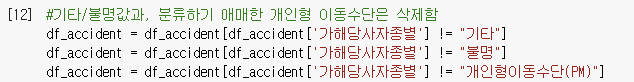 [12] #기타/불명값과, 분류하기 애매한 개인형 이동수단은 삭제함
df_accident = df_accident[df_accident['가해당사자종별'] != "기타"]
df_accident = df_accident[df_accident['가해당사자종별'] != "불명"]
df_accident = df_accident[df_accident['가해당사자종별'] != "개인형이동수단(PM)"]